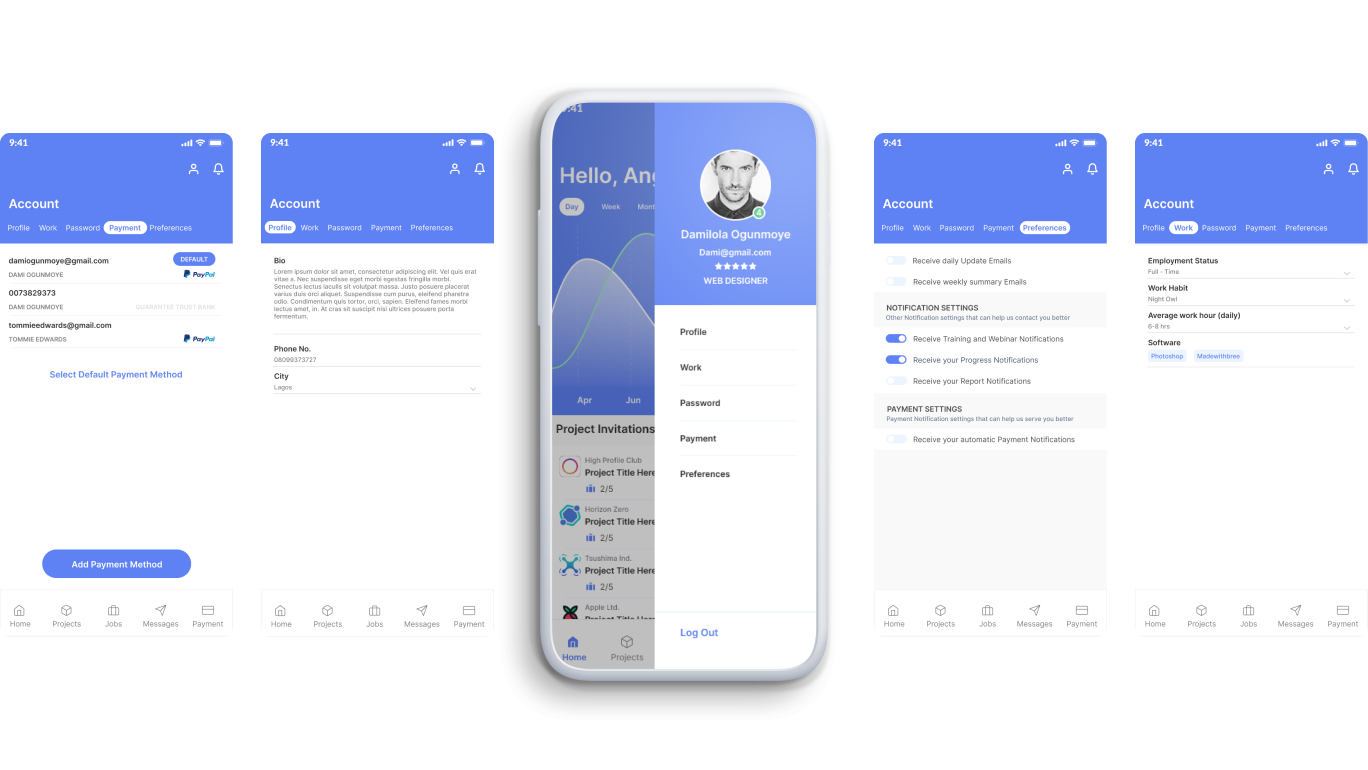 9:41
Account
Profile Work Password Payment Preferences
damiogunmoye@gmail.com
DEFAULT
DAMI OGUNMOYE
PayPal
0073829373
DAMI OGUNMOYE
GUARANTEE TRUST BANK
tommieedwards@gmail.com
TOMMIE EDWARDS
PayPal
Select Default Payment Method
Add Payment Method
Home Projects Jobs Messages Payment
9:41
Account
Profile Work Password Payment Preferences
Bio
Lorem ipsum dolor sit amet, consectetur adipiscing elit. Vel quis erat
vitae a. Nec suspendisse eget morbi egestas fringilla morbi.
Senectus lectus iaculis sit volutpat massa. Justo posuere placerat
varius duis orci aliquet. Suspendisse cum purus, eleifend pharetra
odio. Condimentum quis tortor, orci, sapien. Eleifend fames morbi
lectus amet, in. At cras sit suscipit nisi ultrices posuere porta
fermentum.
Phone No.
08099373727
City
Lagos
Home Projects Jobs Messages Payment
9:41
Hello, Ang
Day Week Mont
Apr Jun
Project Invitations
High Profile Club
Project Title Here
2/5
Horizon Zero
Project Title Here
2/5
Tsushima Ind.
Project Title Here
2/5
Apple Ltd.
Project Title Here
Home Projects
4
Damilola Ogunmoye
Dami@gmail.com
WEB DESIGNER
Profile
Work
Password
Payment
Preferences
Log Out
9:41
Account
Profile Work Password Payment Preferences
Receive daily Update Emails
Receive weekly summary Emails
NOTIFICATION SETTINGS
Other Notification settings that can help us contact you better
Receive Training and Webinar Notifications
Receive your Progress Notifications
Receive your Report Notifications
PAYMENT SETTINGS
Payment Notification settings that can help us serve you better
Receive your automatic Payment Notifications
Home Projects Jobs Messages Payment
9:41
Account
Profile Work Password Payment Preferences
Employment Status
Full - Time
Work Habit
Night Owl
Average work hour (daily)
6-8 hrs
Software
Photoshop Madewithbree
Home Projects Jobs Messages Payment